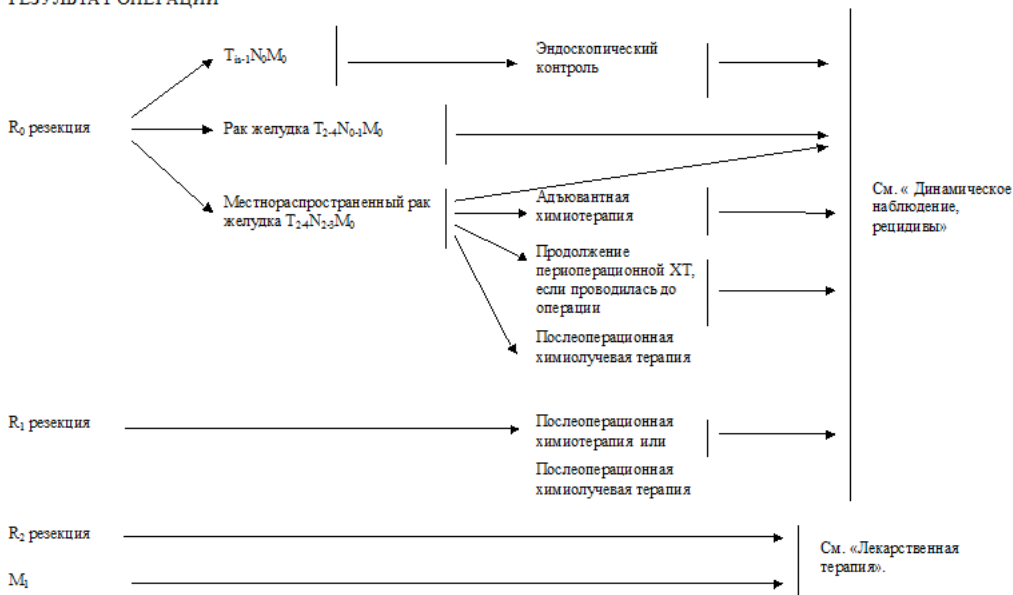 РЕЗУЛЬТАТ ОПЕРАЦИИ
Tis-1N0M0
Эндоскопический
контроль
R0 резекция
Рак желудка T2-4N0-1M0
Местнораспространенный рак
желудка T2-4N2-3M0
Адъювантная
химиотерапия
Продолжение
периоперационной ХТ,
если проводилась до
операции
Послеоперационная
химиолучевая терапия
См. « Динамическое
наблюдение,
рецидивы»
R1 резекция
Послеоперационная
химиотерапия или
Послеоперационная
химиолучевая терапия
R2 резекция
M1
См. «Лекарственная
терапия».